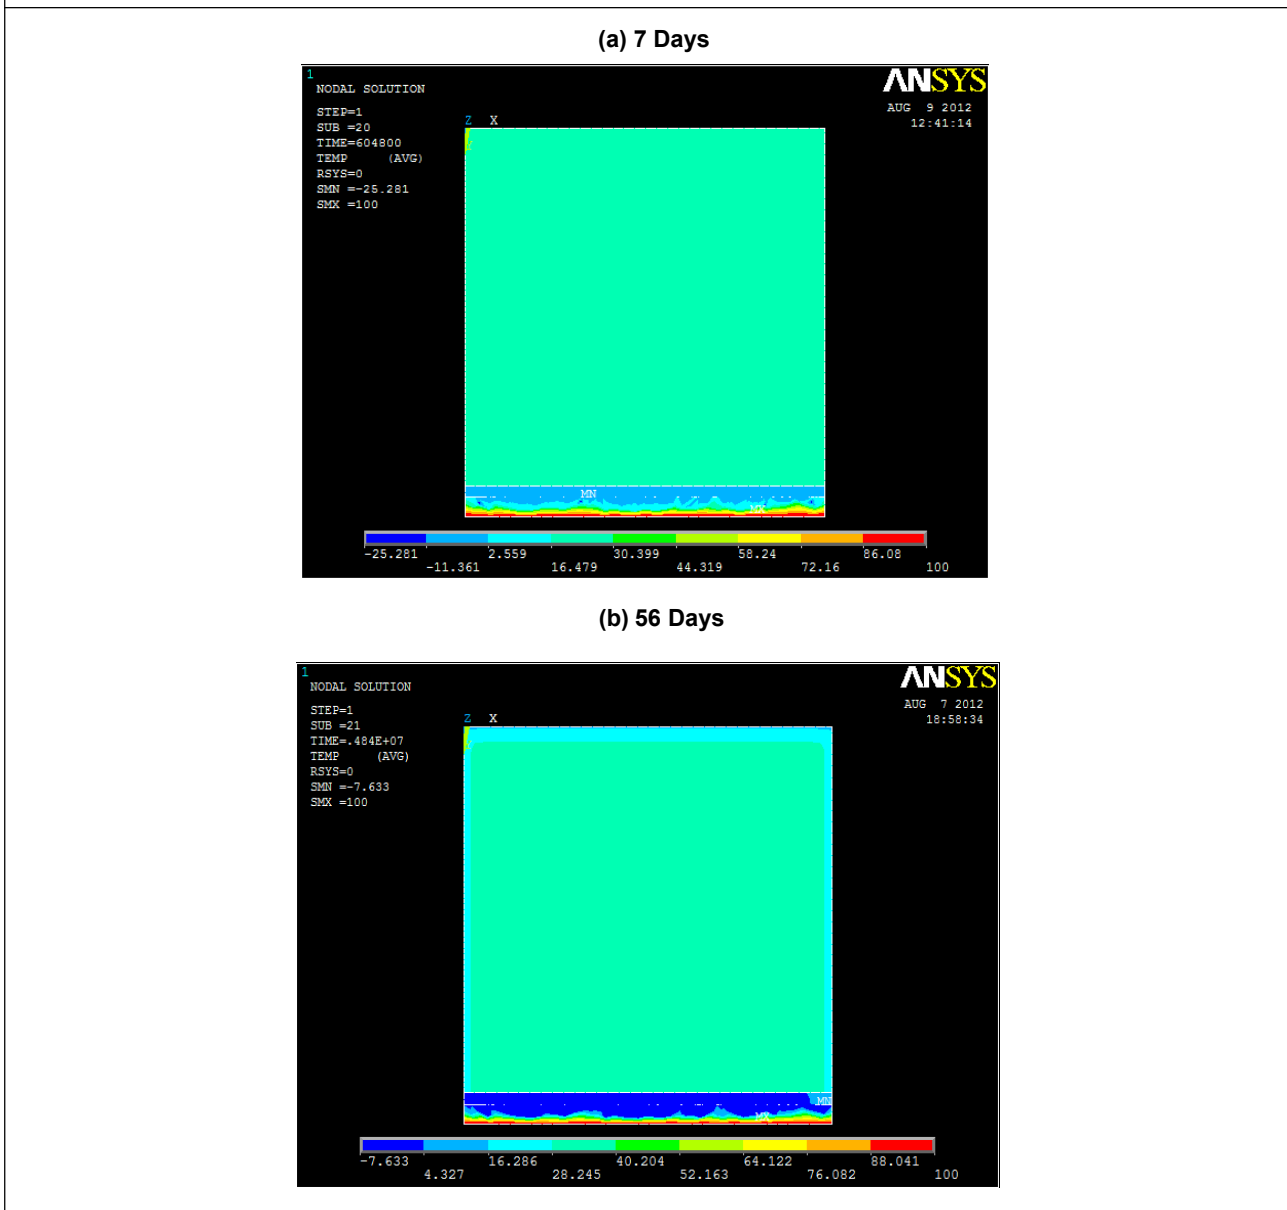 (a) 7 Days
1
NODAL SOLUTION
ANSYS
AUG 9 2012
12:41:14
STEP=1
SUB =20
TIME=604800
TEMP (AVG)
RSYS=0
SMN =-25.281
SMX =100
Z X
MN
MX
-25.281 2.559 30.399 58.24 86.08
-11.361 16.479 44.319 72.16 100
(b) 56 Days
1
NODAL SOLUTION
ANSYS
AUG 7 2012
18:58:34
STEP=1
SUB =21
TIME=.484E+07
TEMP (AVG)
RSYS=0
SMN =-7.633
SMX =100
Z X
MN
MX
-7.633 16.286 40.204 64.122 88.041
4.327 28.245 52.163 76.082 100